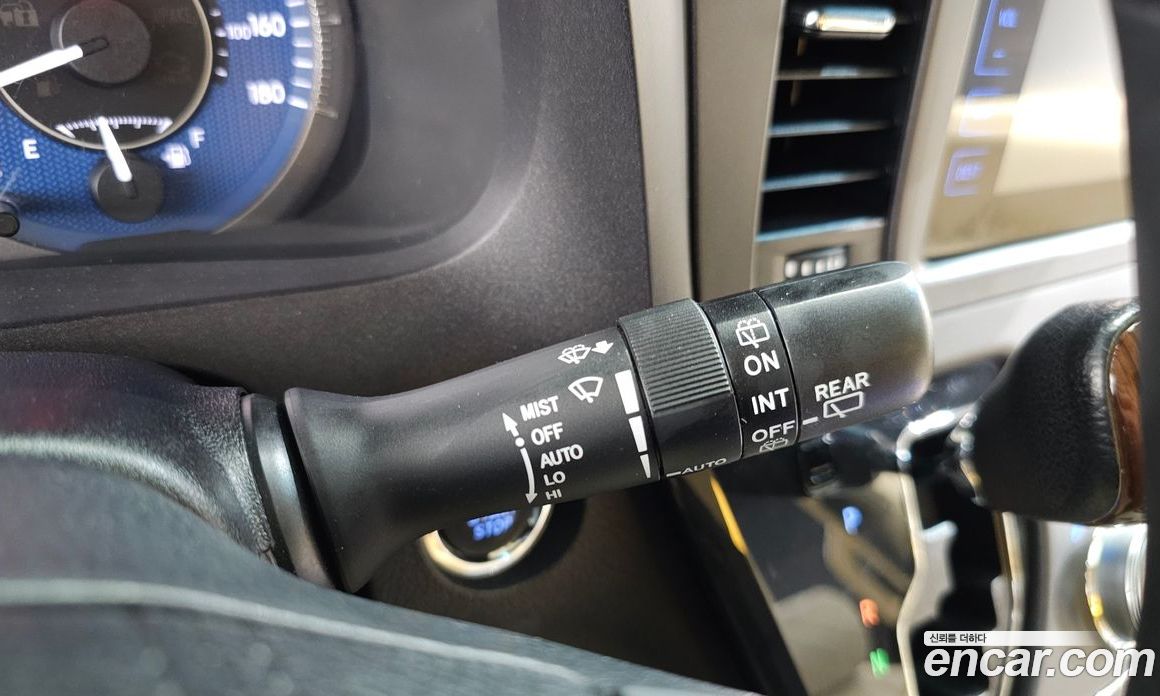 100
160
180
E
F
MIST
OFF
AUTO
LO
HI
AUTO
ON
INT
OFF
REAR
STOP
P
R
N
신뢰를 더하다
encar.com